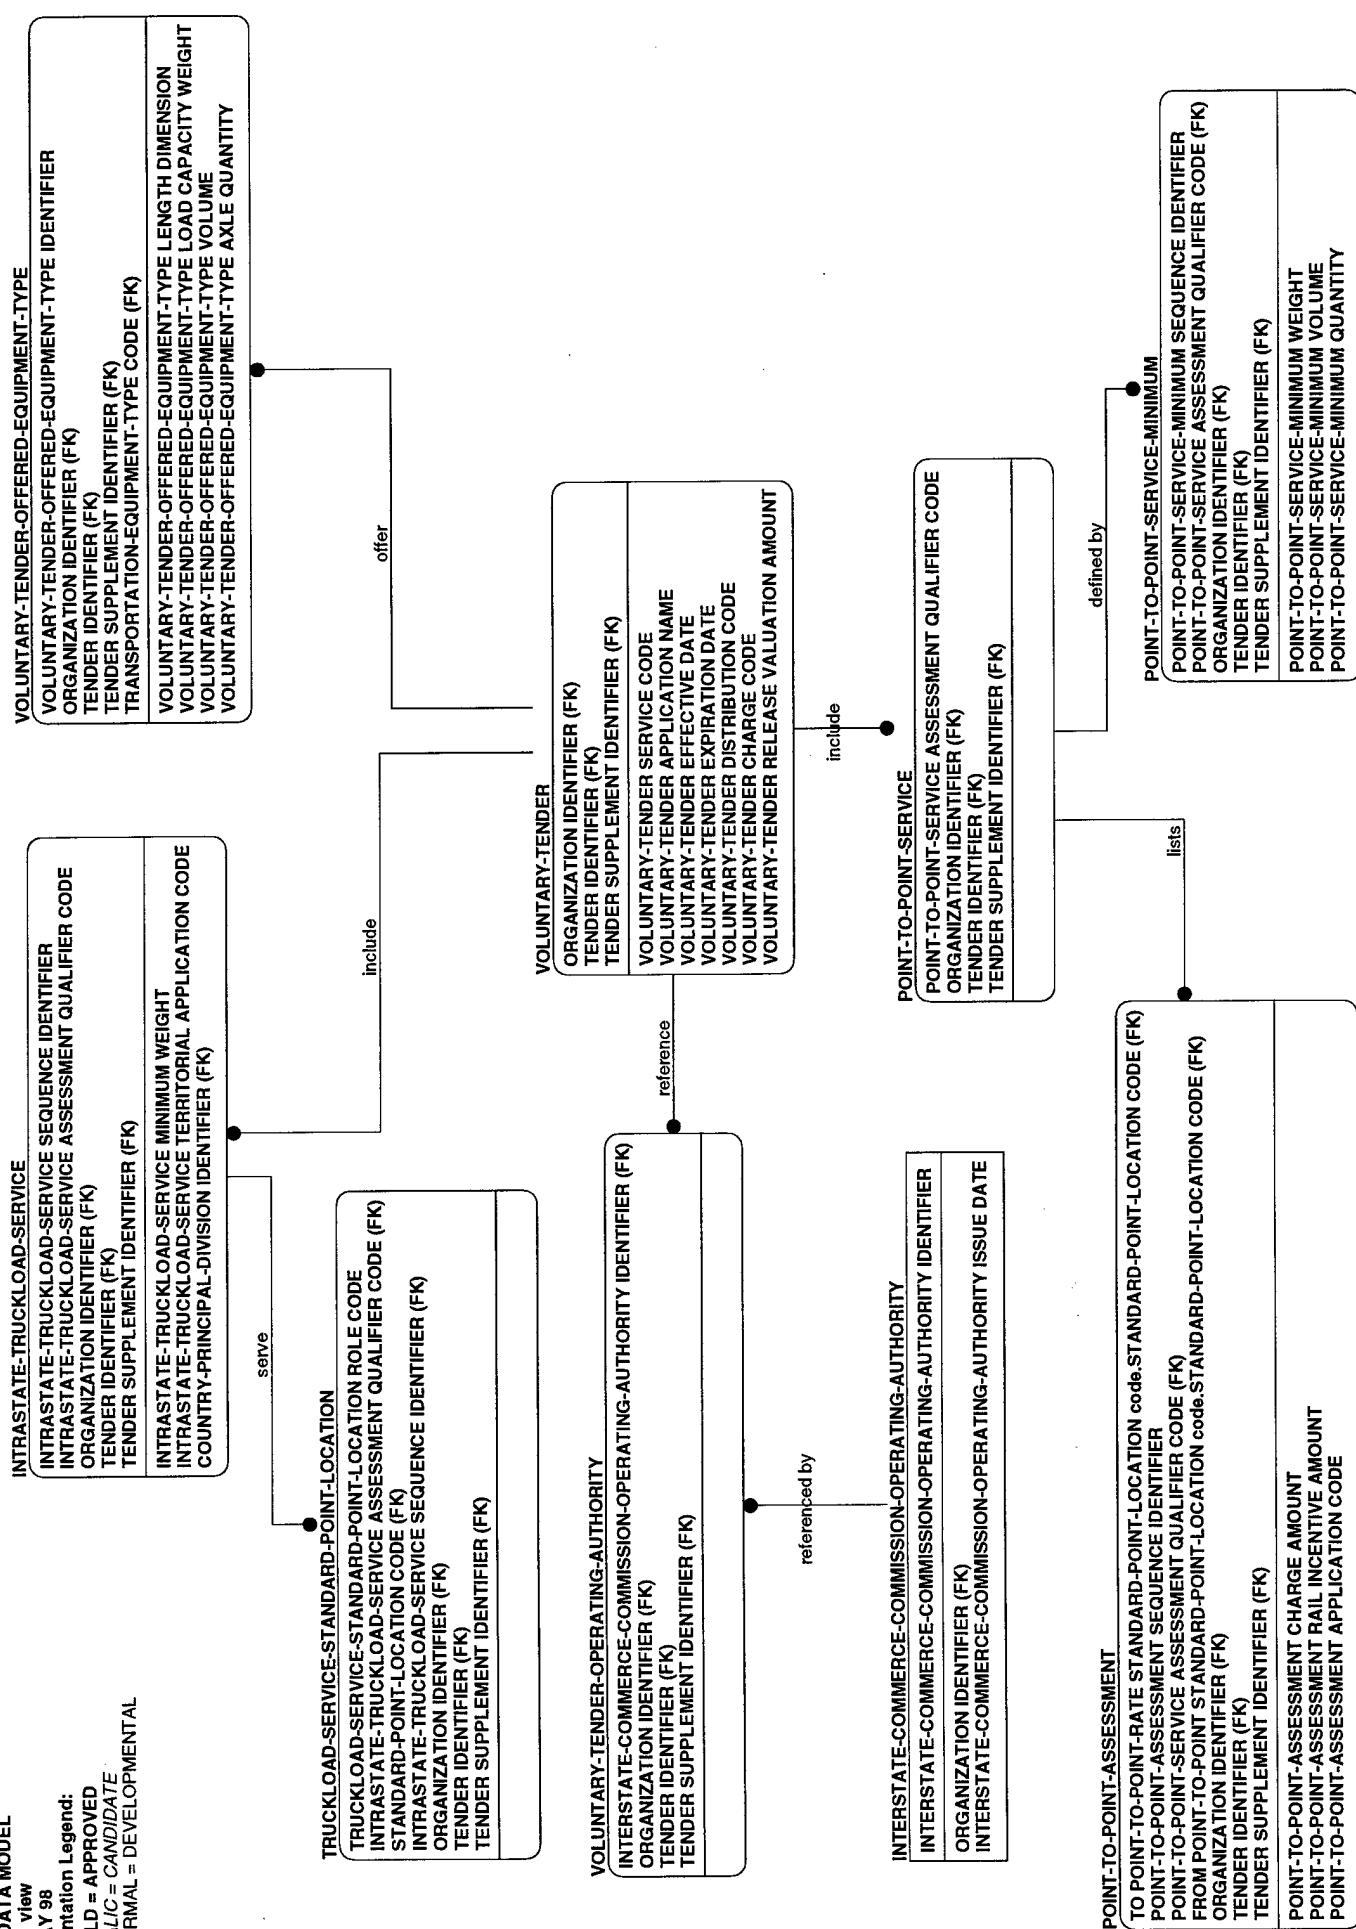 DATA MODEL
view
98
ntation Legend:
LD = APPROVED
LIC = CANDIDATE
RMAL = DEVELOPMENTAL
INTRASTATE-TRUCKLOAD-SERVICE
INTRASTATE-TRUCKLOAD-SERVICE SEQUENCE IDENTIFIER
INTRASTATE-TRUCKLOAD-SERVICE ASSESSMENT QUALIFIER CODE
ORGANIZATION IDENTIFIER (FK)
TENDER IDENTIFIER (FK)
TENDER SUPPLEMENT IDENTIFIER (FK)
INTRASTATE-TRUCKLOAD-SERVICE MINIMUM WEIGHT
INTRASTATE-TRUCKLOAD-SERVICE TERRITORIAL APPLICATION CODE
COUNTRY-PRINCIPAL-DIVISION IDENTIFIER (FK)
VOLUNTARY-TENDER-OFFERED-EQUIPMENT-TYPE
VOLUNTARY-TENDER-OFFERED-EQUIPMENT-TYPE IDENTIFIER
ORGANIZATION IDENTIFIER (FK)
TENDER IDENTIFIER (FK)
TENDER SUPPLEMENT IDENTIFIER (FK)
TRANSPORTATION-EQUIPMENT-TYPE CODE (FK)
VOLUNTARY-TENDER-OFFERED-EQUIPMENT-TYPE LENGTH DIMENSION
VOLUNTARY-TENDER-OFFERED-EQUIPMENT-TYPE LOAD CAPACITY WEIGHT
VOLUNTARY-TENDER-OFFERED-EQUIPMENT-TYPE VOLUME
VOLUNTARY-TENDER-OFFERED-EQUIPMENT-TYPE AXLE QUANTITY
serve
include
offer
TRUCKLOAD-SERVICE-STANDARD-POINT-LOCATION
TRUCKLOAD-SERVICE-STANDARD-POINT-LOCATION ROLE CODE
INTRASTATE-TRUCKLOAD-SERVICE ASSESSMENT QUALIFIER CODE (FK)
STANDARD-POINT-LOCATION CODE (FK)
INTRASTATE-TRUCKLOAD-SERVICE SEQUENCE IDENTIFIER (FK)
ORGANIZATION IDENTIFIER (FK)
TENDER IDENTIFIER (FK)
TENDER SUPPLEMENT IDENTIFIER (FK)
VOLUNTARY-TENDER
ORGANIZATION IDENTIFIER (FK)
TENDER IDENTIFIER (FK)
TENDER SUPPLEMENT IDENTIFIER (FK)
VOLUNTARY-TENDER SERVICE CODE
VOLUNTARY-TENDER APPLICATION NAME
VOLUNTARY-TENDER EFFECTIVE DATE
VOLUNTARY-TENDER EXPIRATION DATE
VOLUNTARY-TENDER DISTRIBUTION CODE
VOLUNTARY-TENDER CHARGE CODE
VOLUNTARY-TENDER RELEASE VALUATION AMOUNT
reference
include
VOLUNTARY-TENDER-OPERATING-AUTHORITY
INTERSTATE-COMMERCE-COMMISSION-OPERATING-AUTHORITY IDENTIFIER (FK)
ORGANIZATION IDENTIFIER (FK)
TENDER IDENTIFIER (FK)
TENDER SUPPLEMENT IDENTIFIER (FK)
referenced by
INTERSTATE-COMMERCE-COMMISSION-OPERATING-AUTHORITY
INTERSTATE-COMMERCE-COMMISSION-OPERATING-AUTHORITY IDENTIFIER
ORGANIZATION IDENTIFIER (FK)
INTERSTATE-COMMERCE-COMMISSION-OPERATING-AUTHORITY ISSUE DATE
POINT-TO-POINT-SERVICE
POINT-TO-POINT-SERVICE ASSESSMENT QUALIFIER CODE
ORGANIZATION IDENTIFIER (FK)
TENDER IDENTIFIER (FK)
TENDER SUPPLEMENT IDENTIFIER (FK)
lists
defined by
POINT-TO-POINT-ASSESSMENT
TO POINT-TO-POINT-RATE STANDARD-POINT-LOCATION code.STANDARD-POINT-LOCATION CODE (FK)
POINT-TO-POINT-ASSESSMENT SEQUENCE IDENTIFIER
POINT-TO-POINT-SERVICE ASSESSMENT QUALIFIER CODE (FK)
FROM POINT-TO-POINT STANDARD-POINT-LOCATION code.STANDARD-POINT-LOCATION CODE (FK)
ORGANIZATION IDENTIFIER (FK)
TENDER IDENTIFIER (FK)
TENDER SUPPLEMENT IDENTIFIER (FK)
POINT-TO-POINT-ASSESSMENT CHARGE AMOUNT
POINT-TO-POINT-ASSESSMENT RAIL INCENTIVE AMOUNT
POINT-TO-POINT-ASSESSMENT APPLICATION CODE
POINT-TO-POINT-SERVICE-MINIMUM
POINT-TO-POINT-SERVICE-MINIMUM SEQUENCE IDENTIFIER
POINT-TO-POINT-SERVICE ASSESSMENT QUALIFIER CODE (FK)
ORGANIZATION IDENTIFIER (FK)
TENDER IDENTIFIER (FK)
TENDER SUPPLEMENT IDENTIFIER (FK)
POINT-TO-POINT-SERVICE-MINIMUM WEIGHT
POINT-TO-POINT-SERVICE-MINIMUM VOLUME
POINT-TO-POINT-SERVICE-MINIMUM QUANTITY